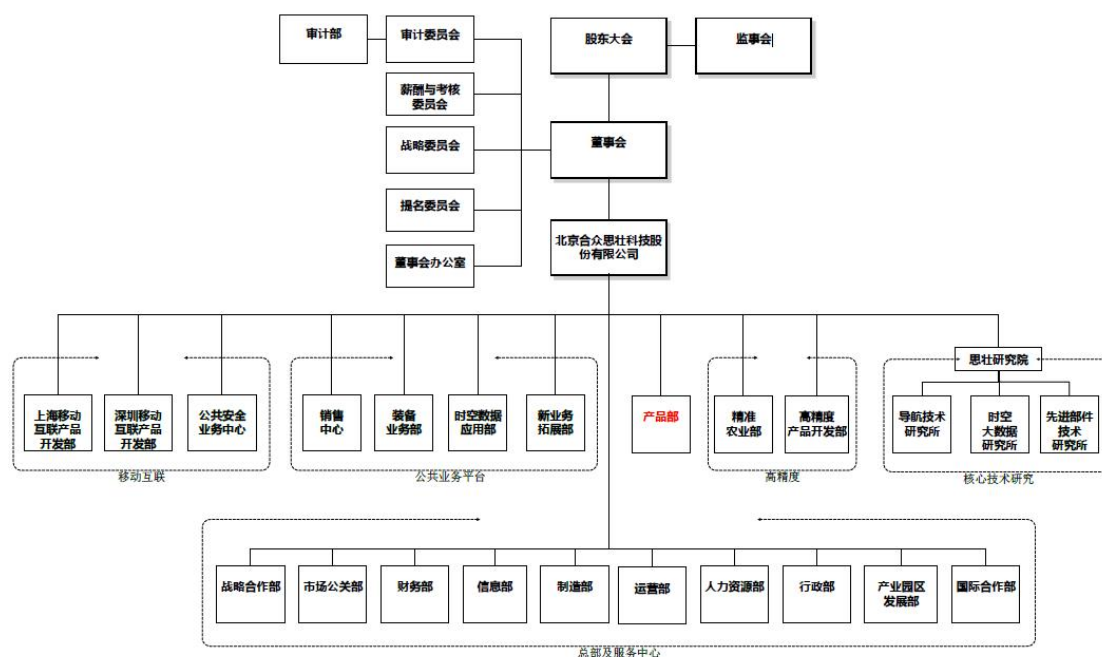 审计部
审计委员会
股东大会
监事会
薪酬与考核
委员会
战略委员会
董事会
提名委员会
北京合众思壮科技股
份有限公司
董事会办公室
思壮研究院
上海移动
互联产品
开发部
深圳移动
互联产品
开发部
公共安全
业务中心
销售
中心
装备
业务部
时空数据
应用部
新业务
拓展部
产品部
精准
农业部
高精度
产品开发部
导航技术
研究所
时空
大数据
研究所
先进部件
技术
研究所
移动互联
公共业务平台
高精度
核心技术研究
战略合作部
市场公关部
财务部
信息部
制造部
运营部
人力资源部
行政部
产业园区
发展部
国际合作部
总部及服务中心